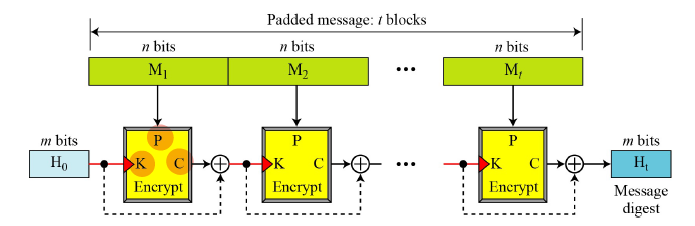 Padded message: t blocks
n bits n bits n bits
M1 M2 ••• Mt
m bits P P P m bits
H0 K C K C ••• K C Ht
Encrypt Encrypt Encrypt
Message
digest